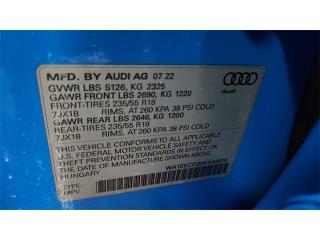 MFD. BY AUDI AG 07 22
GVWR LBS 5126, KG 2325
GAWR FRONT LBS 2690, KG 1220
FRONT-TIRES 235/55 R18
7JX18 RIMS, AT 260 KPA 38 PSI COLD
GAWR REAR LBS 2646, KG 1200
REAR-TIRES 235/55 R18
7JX18 RIMS, AT 260 KPA 38 PSI COLD
THIS VEHICLE CONFORMS TO ALL APPLICABLE
U.S. FEDERAL MOTOR VEHICLE SAFETY AND
THEFT PREVENTION STANDARDS IN EFFECT
ON THE DATE OF MANUFACTURE SHOWN ABOVE.
HUNGARY
TYPE:
MPV
Audi